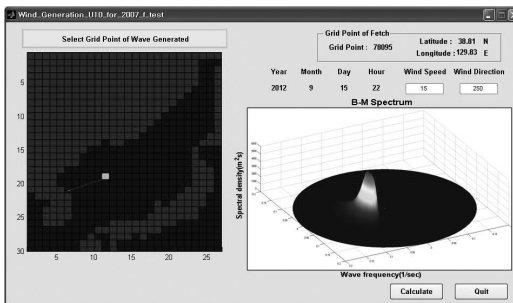 Wind_Generation_U10_for_2007_f_test
Select Grid Point of Wave Generated
Grid Point of Fetch
Grid Point : 78095
Latitude : 38.81 N
Longitude : 129.83 E
Year Month Day Hour Wind Speed Wind Direction
2012 9 15 22 15 250
B-M Spectrum
Spectral density(m²s)
Wave frequency(1/sec)
5
10
15
20
25
30
5 10 15 20 25
Calculate Quit